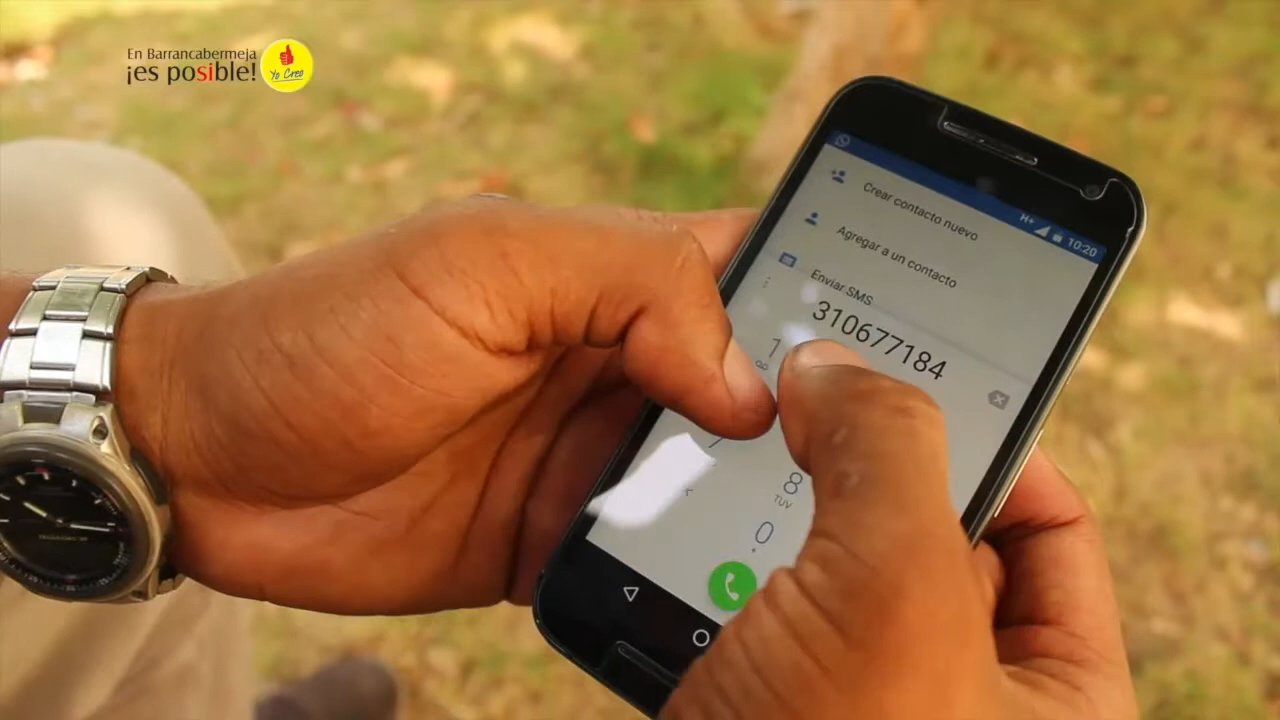 En Barrancabermeja
¡es posible!
Yo Creo
H+ 10:20
Crear contacto nuevo
Agregar a un contacto
Enviar SMS
310677184
1
8
TUV
0
+